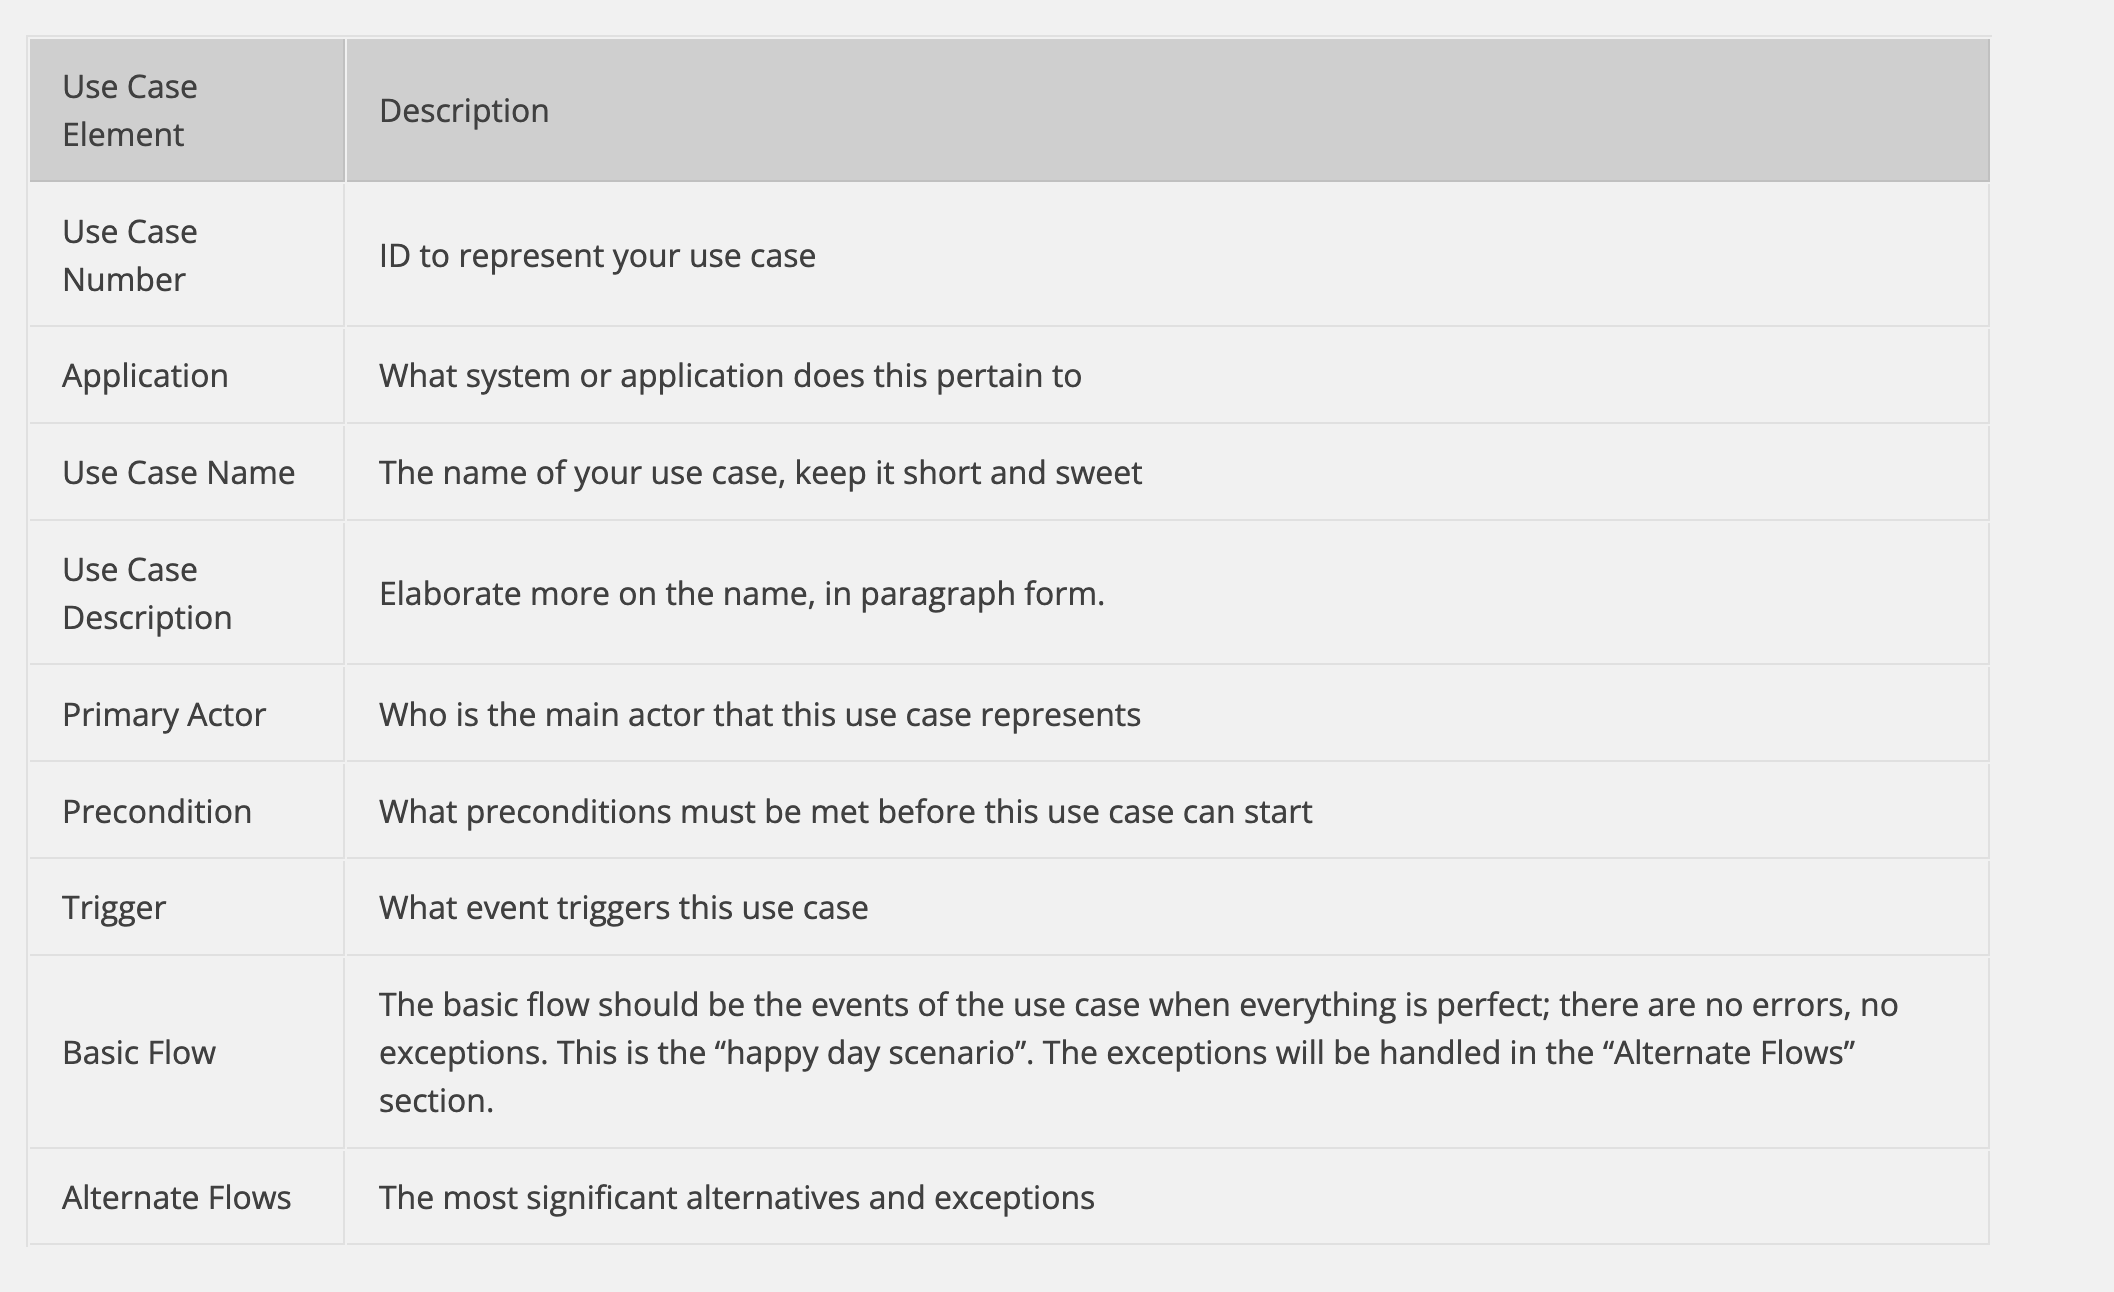 Use Case
Element
Description
Use Case
Number
ID to represent your use case
Application
What system or application does this pertain to
Use Case Name
The name of your use case, keep it short and sweet
Use Case
Description
Elaborate more on the name, in paragraph form.
Primary Actor
Who is the main actor that this use case represents
Precondition
What preconditions must be met before this use case can start
Trigger
What event triggers this use case
Basic Flow
The basic flow should be the events of the use case when everything is perfect; there are no errors, no
exceptions. This is the “happy day scenario”. The exceptions will be handled in the “Alternate Flows”
section.
Alternate Flows
The most significant alternatives and exceptions